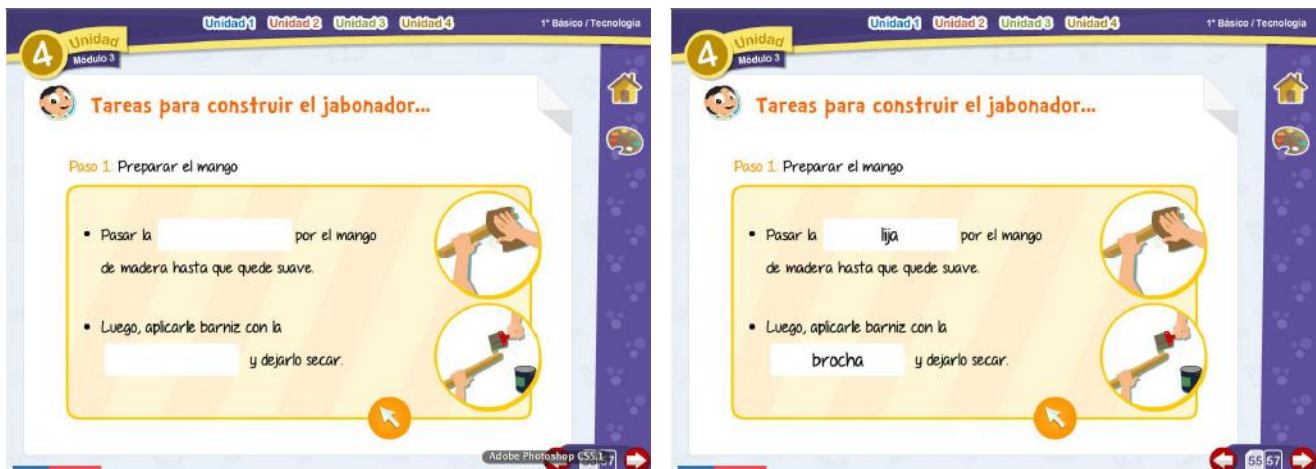 Unidad 1 Unidad 2 Unidad 3 Unidad 4
1° Básico / Tecnología
4 Unidad
Módulo 3
Tareas para construir el jabonador...
Paso 1: Preparar el mango
• Pasar la por el mango
de madera hasta que quede suave.
• Luego, aplicarle barniz con la
y dejarlo secar.
Adobe Photoshop CS5.1
57
Unidad 1 Unidad 2 Unidad 3 Unidad 4
1° Básico / Tecnología
4 Unidad
Módulo 3
Tareas para construir el jabonador...
Paso 1: Preparar el mango
• Pasar la lija por el mango
de madera hasta que quede suave.
• Luego, aplicarle barniz con la
brocha y dejarlo secar.
55 57